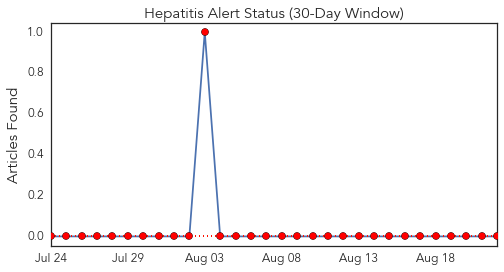 Hepatitis Alert Status (30-Day Window)
Articles Found
1.0
0.8
0.6
0.4
0.2
0.0
Jul 24 Jul 29 Aug 03 Aug 08 Aug 13 Aug 18